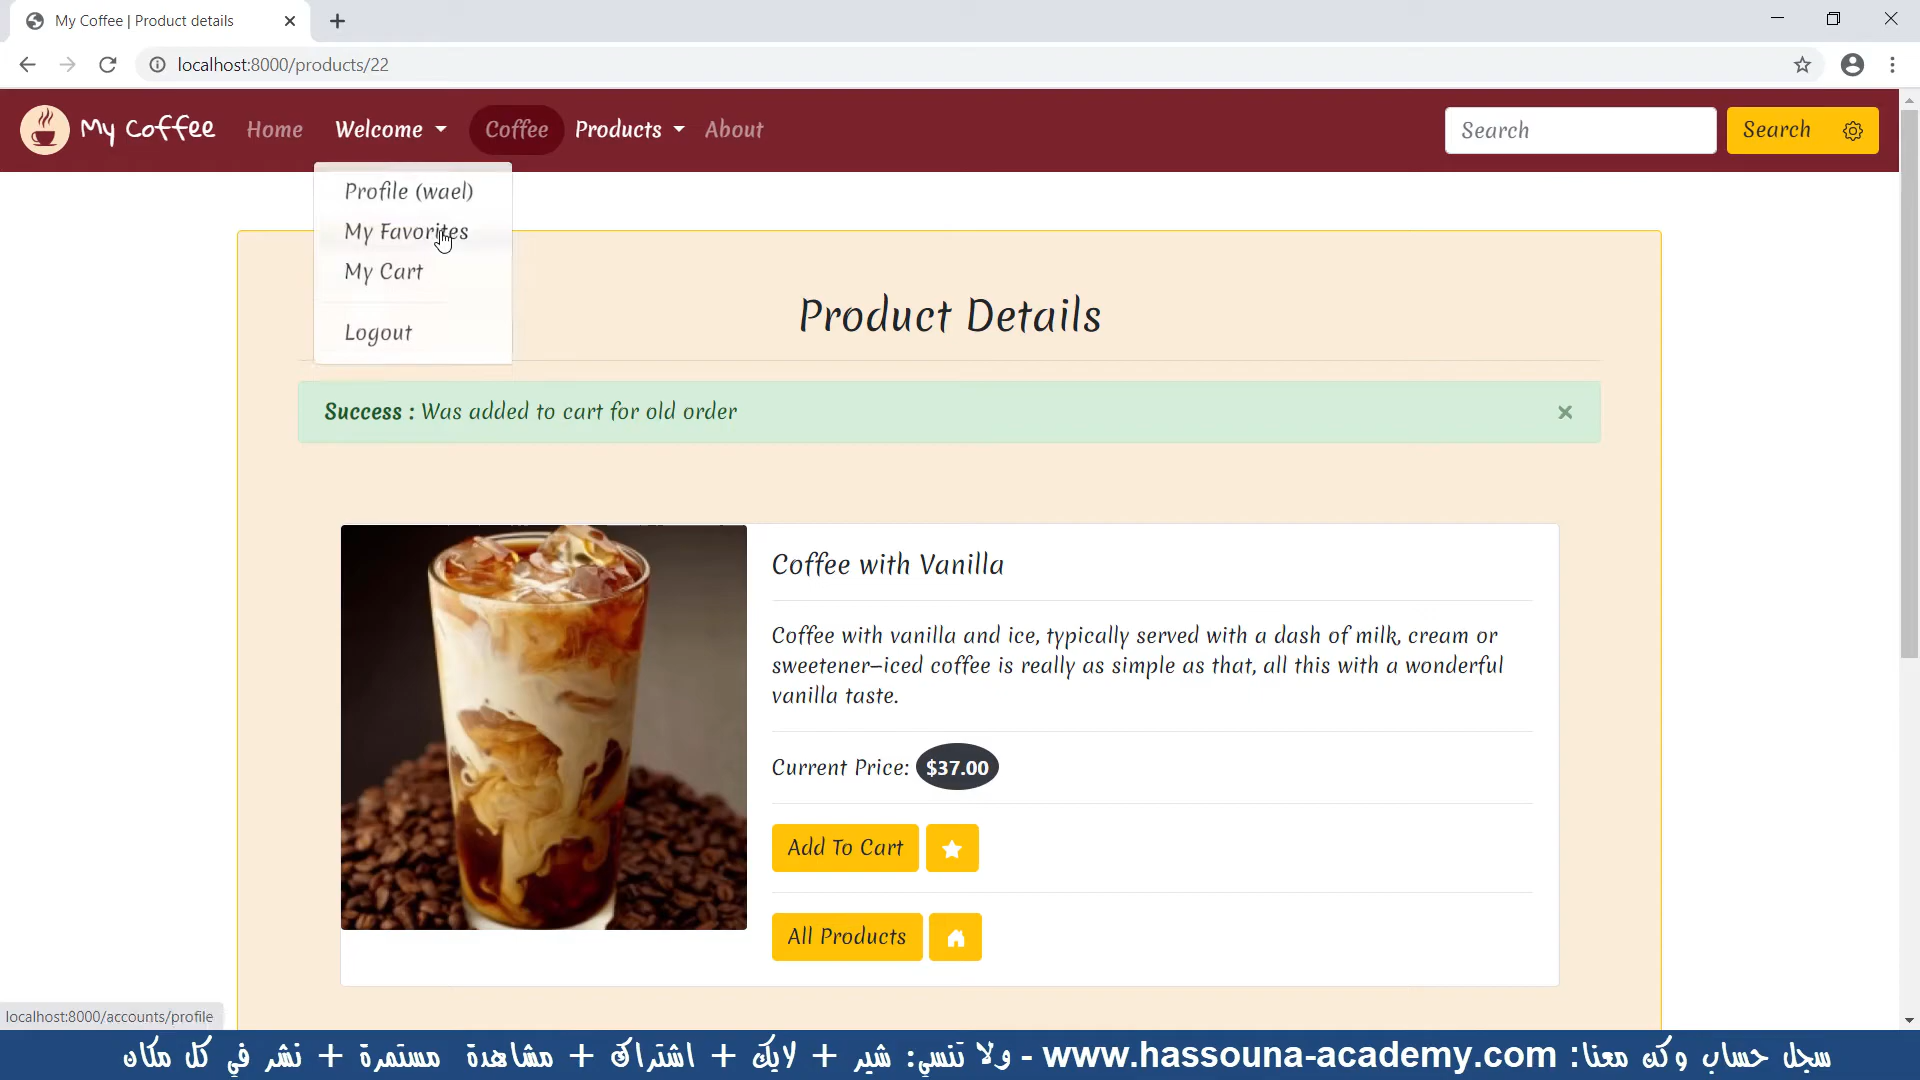 My Coffee | Product details
localhost:8000/products/22
My Coffee Home Welcome Coffee Products About Search Search
Profile (wael)
My Favorites
My Cart
Logout
Product Details
Success : Was added to cart for old order
Coffee with Vanilla
Coffee with vanilla and ice, typically served with a dash of milk, cream or
sweetener–iced coffee is really as simple as that, all this with a wonderful
vanilla taste.
Current Price: $37.00
Add To Cart
All Products
localhost:8000/accounts/profile
سجل حساب وكن معنا: www.hassouna-academy.com - ولا تنسى: شير + لايك + اشتراك + مشاهدة مستمرة + نشر في كل مكان